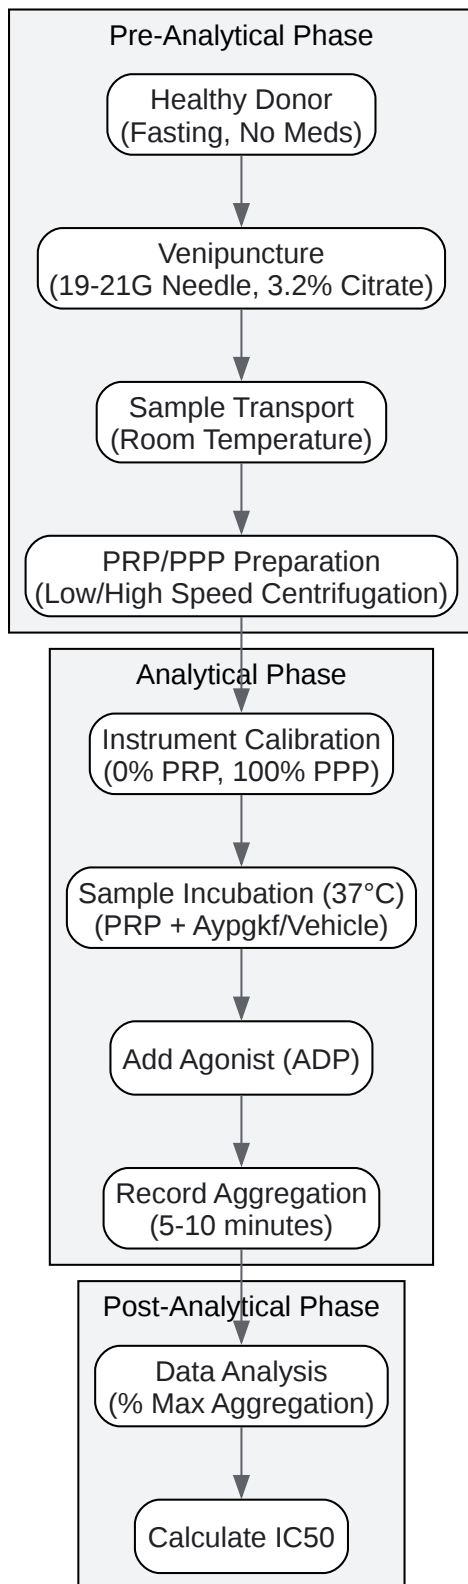 Pre-Analytical Phase
Healthy Donor
(Fasting, No Meds)
Venipuncture
(19-21G Needle, 3.2% Citrate)
Sample Transport
(Room Temperature)
PRP/PPP Preparation
(Low/High Speed Centrifugation)
Analytical Phase
Instrument Calibration
(0% PRP, 100% PPP)
Sample Incubation (37°C)
(PRP + Aypgkf/Vehicle)
Add Agonist (ADP)
Record Aggregation
(5-10 minutes)
Post-Analytical Phase
Data Analysis
(% Max Aggregation)
Calculate IC50